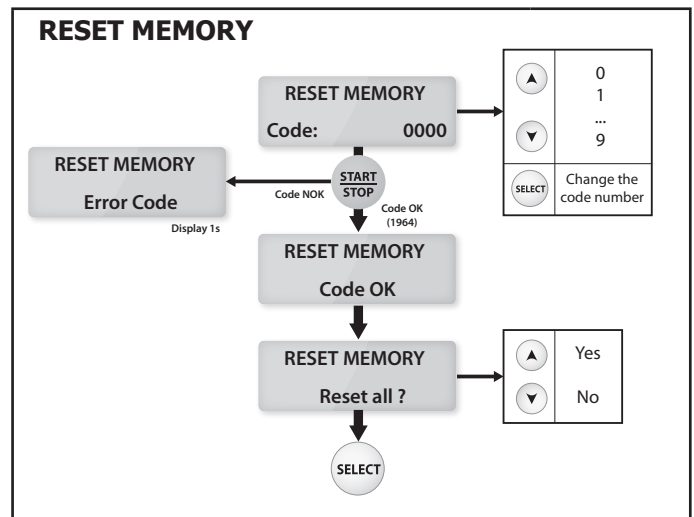 RESET MEMORY
RESET MEMORY
Code: 0000
0
1
...
9
SELECT
Change the
code number
START
STOP
Code NOK
RESET MEMORY
Error Code
Display 1s
Code OK
(1964)
RESET MEMORY
Code OK
RESET MEMORY
Reset all ?
Yes
No
SELECT